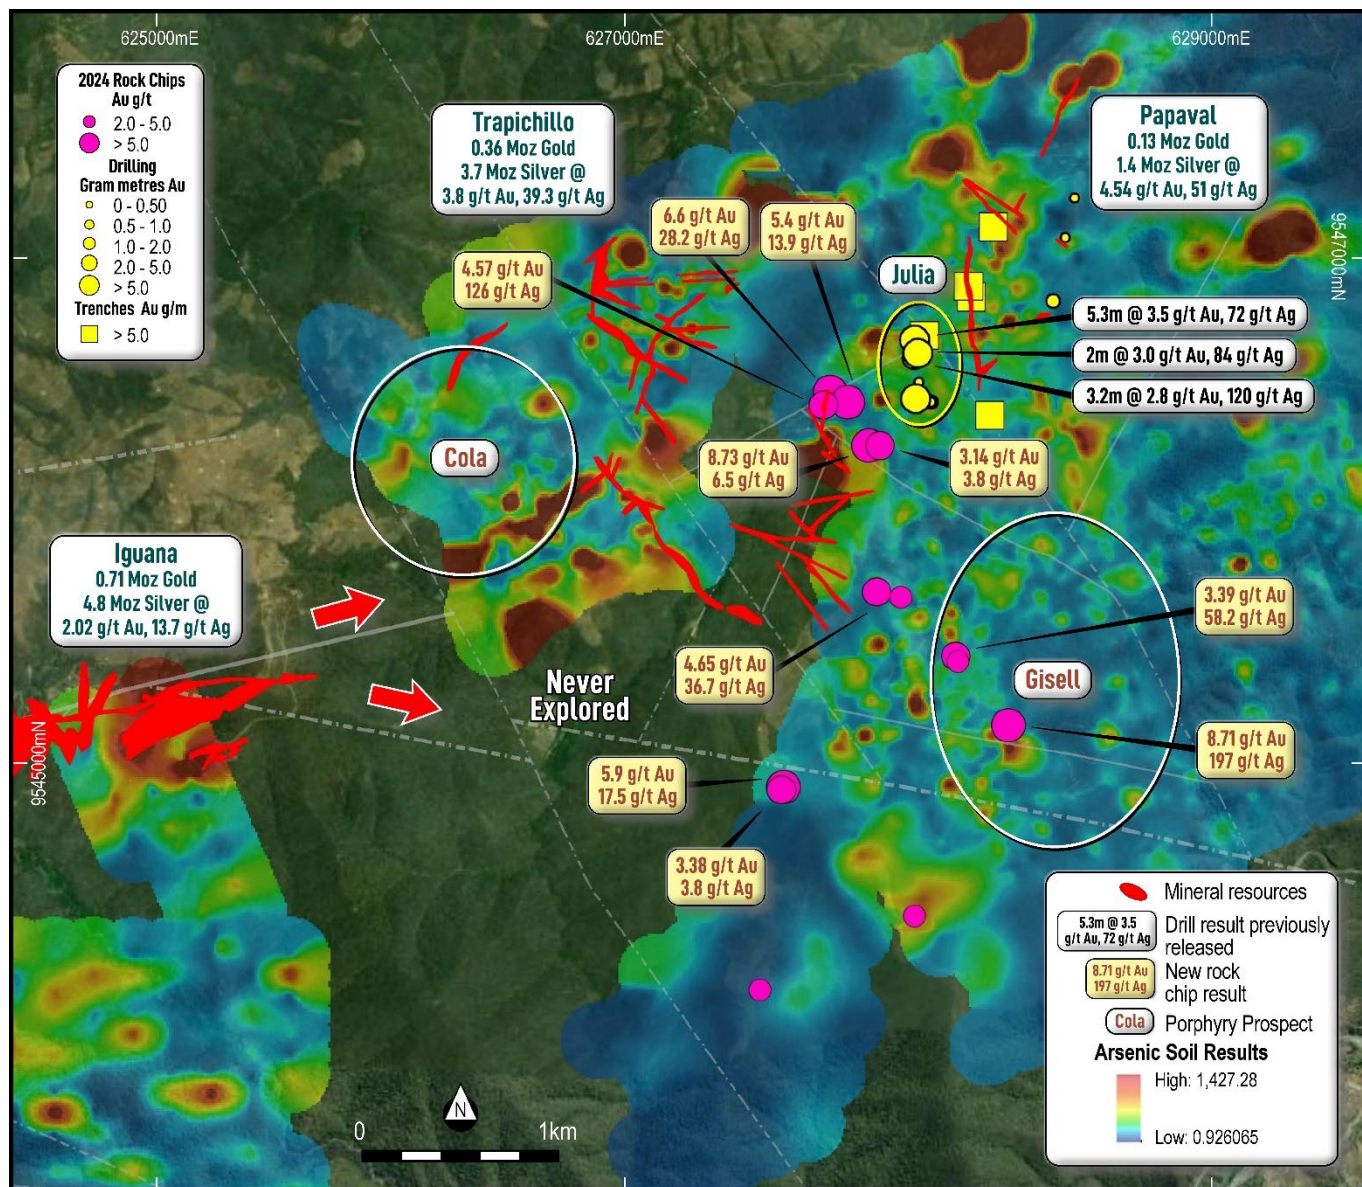 625000mE
627000mE
629000mE
2024 Rock Chips
Au g/t
2.0 - 5.0
> 5.0
Drilling
Gram metres Au
0 - 0.50
0.5 - 1.0
1.0 - 2.0
2.0 - 5.0
> 5.0
Trenches Au g/m
> 5.0
Trapichillo
0.36 Moz Gold
3.7 Moz Silver @
3.8 g/t Au, 39.3 g/t Ag
Papaval
0.13 Moz Gold
1.4 Moz Silver @
4.54 g/t Au, 51 g/t Ag
6.6 g/t Au
28.2 g/t Ag
5.4 g/t Au
13.9 g/t Ag
4.57 g/t Au
126 g/t Ag
Julia
9547000mN
5.3m @ 3.5 g/t Au, 72 g/t Ag
2m @ 3.0 g/t Au, 84 g/t Ag
3.2m @ 2.8 g/t Au, 120 g/t Ag
Cola
8.73 g/t Au
6.5 g/t Ag
3.14 g/t Au
3.8 g/t Ag
Iguana
0.71 Moz Gold
4.8 Moz Silver @
2.02 g/t Au, 13.7 g/t Ag
3.39 g/t Au
58.2 g/t Ag
4.65 g/t Au
36.7 g/t Ag
Gisell
Never
Explored
8.71 g/t Au
197 g/t Ag
9545000mN
5.9 g/t Au
17.5 g/t Ag
3.38 g/t Au
3.8 g/t Ag
Mineral resources
5.3m @ 3.5
g/t Au, 72 g/t Ag
Drill result previously
released
8.71 g/t Au
197 g/t Ag
New rock
chip result
Cola
Porphyry Prospect
Arsenic Soil Results
High: 1,427.28
Low: 0.926065
N
0
1km